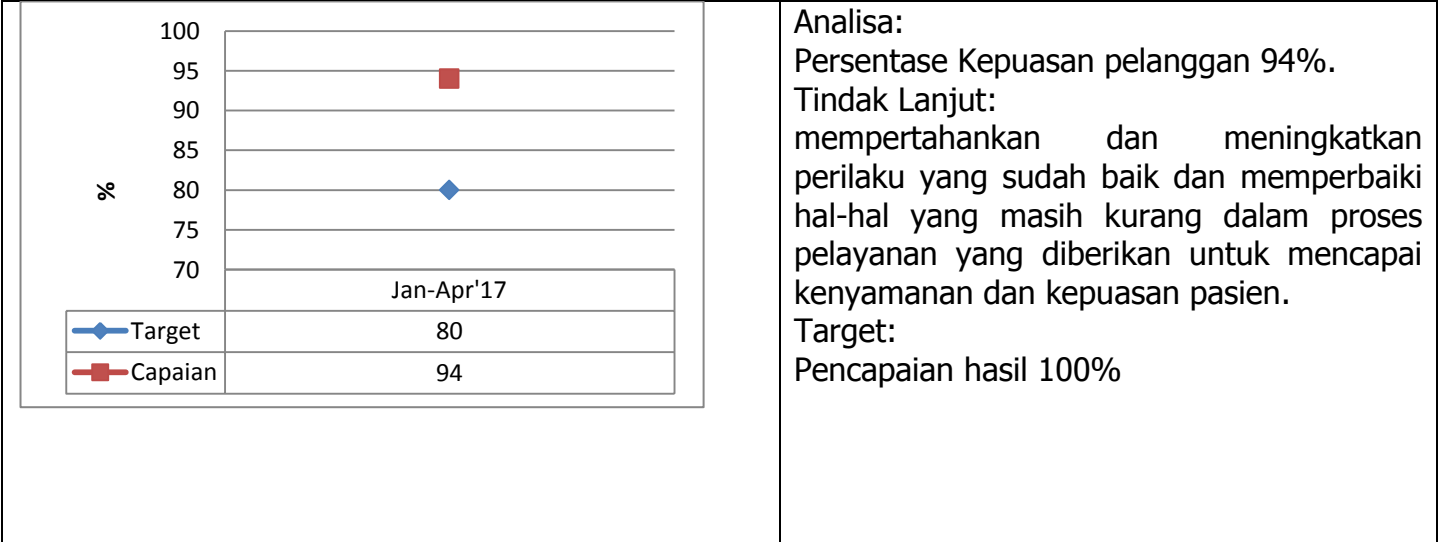 100
95
90
85
80
75
70
%
Jan-Apr'17
Target 80
Capaian 94
Analisa:
Persentase Kepuasan pelanggan 94%.
Tindak Lanjut:
mempertahankan dan meningkatkan
perilaku yang sudah baik dan memperbaiki
hal-hal yang masih kurang dalam proses
pelayanan yang diberikan untuk mencapai
kenyamanan dan kepuasan pasien.
Target:
Pencapaian hasil 100%